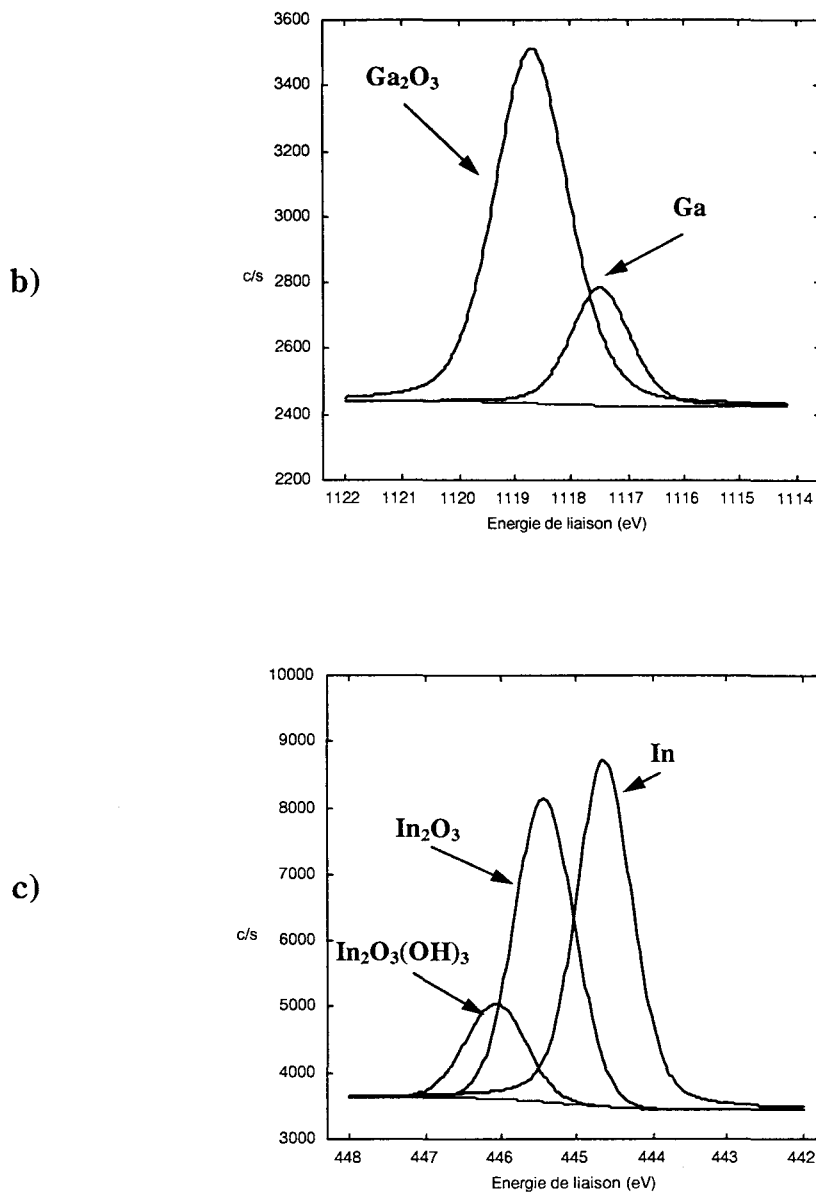 b)
3600
3400
3200
3000
2800
2600
2400
2200
c/s
Ga₂O₃
Ga
1122 1121 1120 1119 1118 1117 1116 1115 1114
Energie de liaison (eV)
c)
10000
9000
8000
7000
6000
5000
4000
3000
c/s
In
In₂O₃
In₂O₃(OH)₃
448 447 446 445 444 443 442
Energie de liaison (eV)